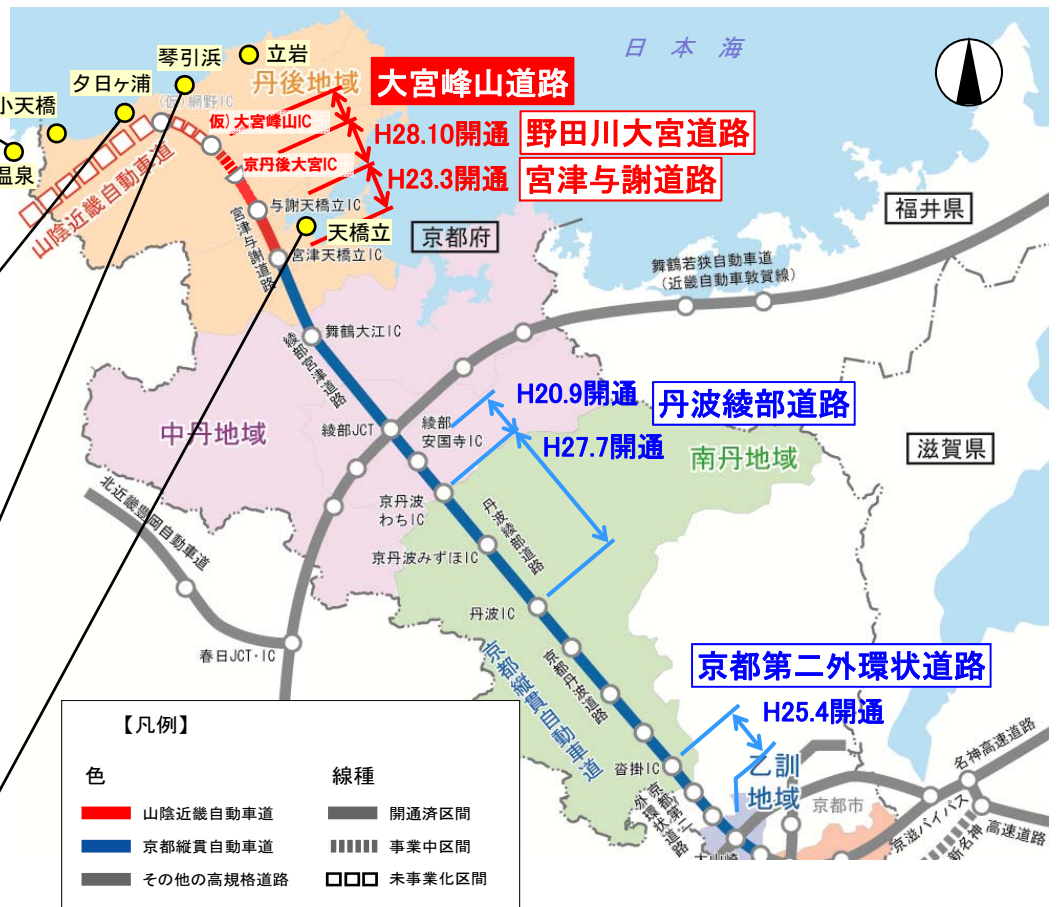 日 本 海
立岩
琴引浜
丹後地域
大宮峰山道路
夕日ヶ浦
(仮)網野IC
小天橋
仮)大宮峰山IC
H28.10開通
野田川大宮道路
温泉
京丹後大宮IC
H23.3開通
宮津与謝道路
山陰近畿自動車道
与謝天橋立IC
福井県
天橋立
京都府
宮津与謝道路
宮津天橋立IC
舞鶴若狭自動車道
(近畿自動車敦賀線)
舞鶴大江IC
綾部宮津道路
H20.9開通
丹波綾部道路
中丹地域
綾部JCT
綾部
安国寺IC
H27.7開通
南丹地域
滋賀県
北近畿豊岡自動車道
京丹波
わちIC
丹波綾部道路
京丹波みずほIC
丹波IC
春日JCT・IC
京都縦貫自動車道
京都丹波道路
京都第二外環状道路
H25.4開通
沓掛IC
乙訓
地域
名神高速道路
京都第二
外環状道路
京都市
京滋バイパス
新名神
高速道路
大山崎
【凡例】
色
線種
山陰近畿自動車道
開通済区間
京都縦貫自動車道
事業中区間
その他の高規格道路
未事業化区間